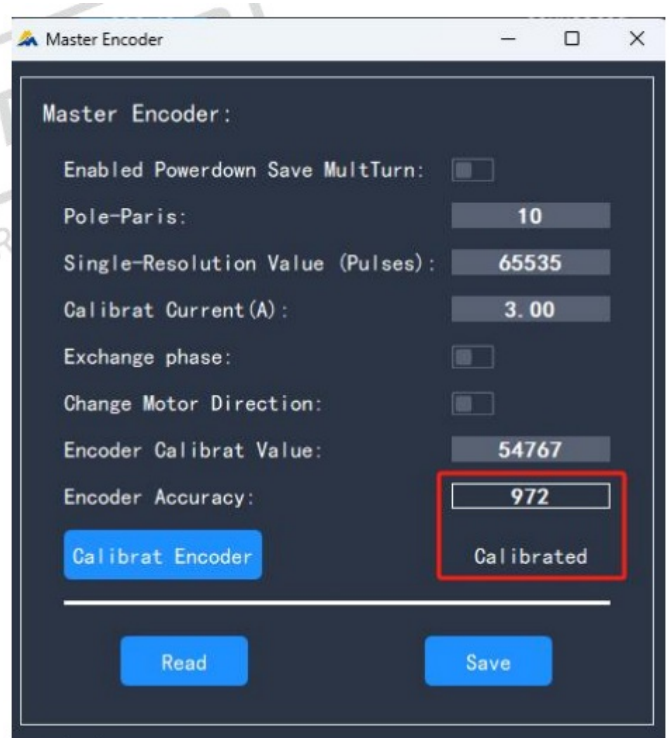 Master Encoder
Master Encoder:
Enabled Powerdown Save MultTurn:
Pole-Paris: 10
Single-Resolution Value (Pulses): 65535
Calibrat Current(A): 3.00
Exchange phase:
Change Motor Direction:
Encoder Calibrat Value: 54767
Encoder Accuracy: 972
Calibrat Encoder Calibrated
Read Save